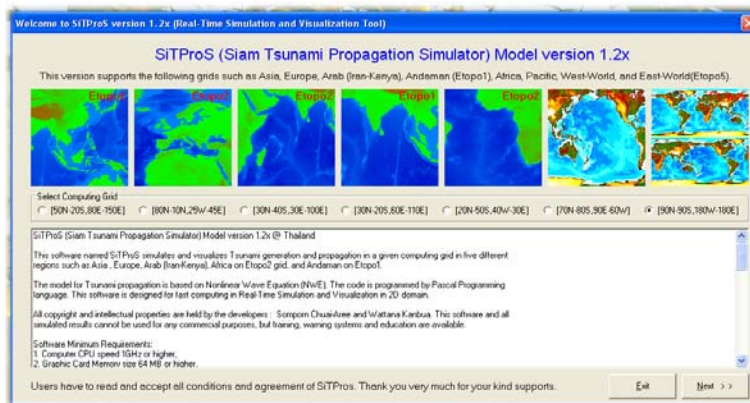 Welcome to SiTProS version 1.2x (Real-Time Simulation and Visualization Tool)
SiTProS (Siam Tsunami Propagation Simulator) Model version 1.2x
This version supports the following grids such as Asia, Europe, Arab (Iran-Kenya), Andaman (Etopo1), Africa, Pacific, West-World, and East-World(Etopo5).
Etopo2
Etopo2
Etopo2
Etopo1
Etopo2
Select Computing Grid
[50N-20S,80E-150E]
[80N-10N,25W-45E]
[30N-40S,30E-100E]
[30N-20S,60E-110E]
[20N-50S,40W-30E]
[70N-80S,90E-60W]
[90N-90S,180W-180E]
SiTProS (Siam Tsunami Propagation Simulator) Model version 1.2x @ Thailand
This software named SiTProS simulates and visualizes Tsunami generation and propagation in a given computing grid in five different
regions such as Asia , Europe, Arab (Iran-Kenya), Africa on Etopo2 grid, and Andaman on Etopo1.
The model for Tsunami propagation is based on Nonlinear Wave Equation (NWE). The code is programed by Pascal Programming
language. This software is designed for fast computing in Real-Time Simulation and Visualization in 2D domain.
All copyright and intellectual properties are held by the developers : Somporn Chuai-Aree and Wattana Kanbua. This software and all
simulated results cannot be used for any commercial purposes, but training, warning systems and education are available.
Software Minimum Requirements:
1. Computer CPU speed 1GHz or higher,
2. Graphic Card Memory size 64 MB or higher,
Users have to read and accept all conditions and agreement of SiTPros. Thank you very much for your kind supports.
Exit
Next > >